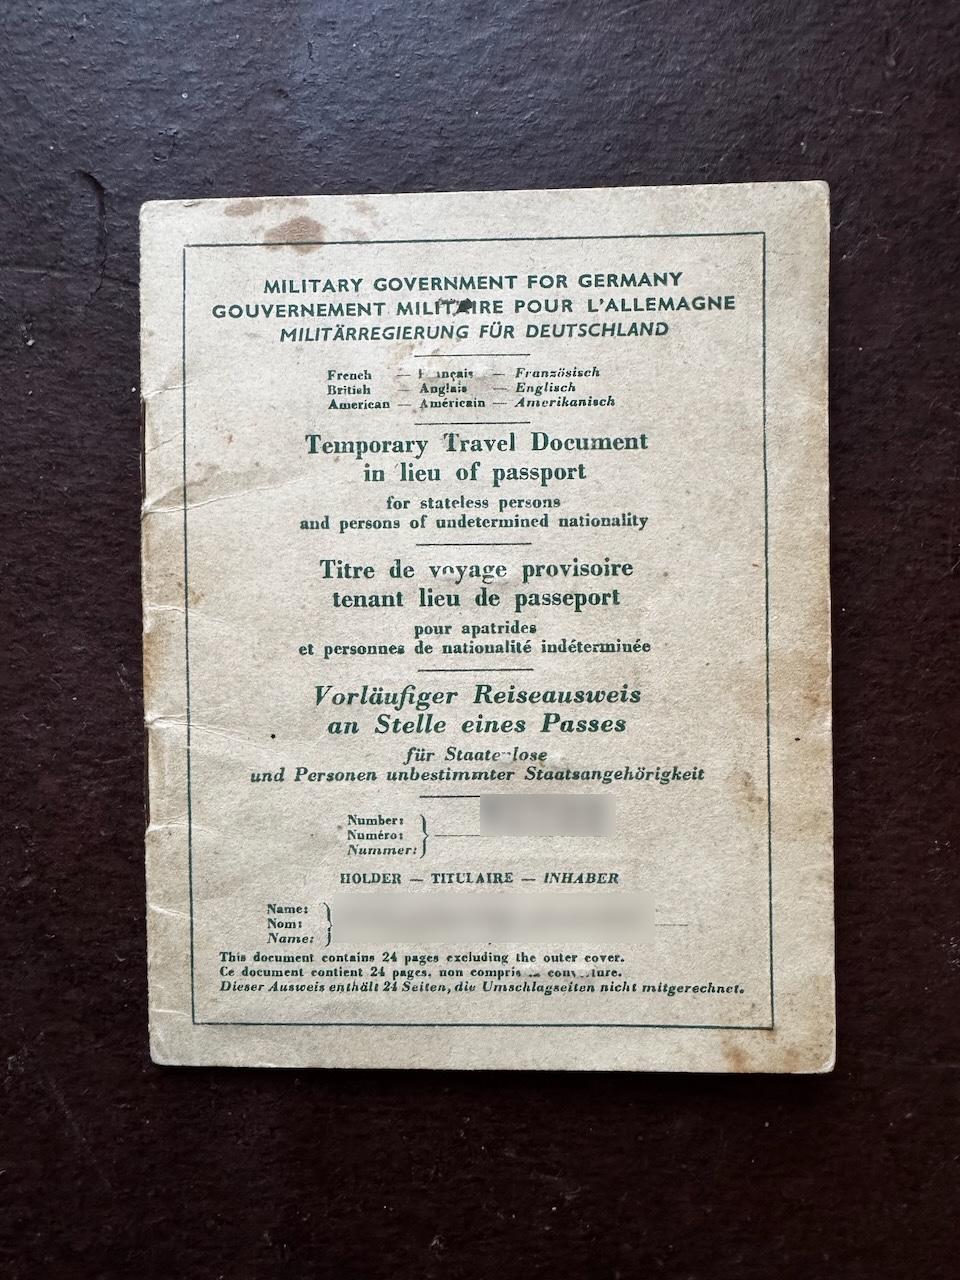 MILITARY GOVERNMENT FOR GERMANY
GOUVERNEMENT MILITAIRE POUR L'ALLEMAGNE
MILITÄRREGIERUNG FÜR DEUTSCHLAND
French — Français — Französisch
British — Anglais — Englisch
American — Américain — Amerikanisch
Temporary Travel Document
in lieu of passport
for stateless persons
and persons of undetermined nationality
Titre de voyage provisoire
tenant lieu de passeport
pour apatrides
et personnes de nationalité indéterminée
Vorläufiger Reiseausweis
an Stelle eines Passes
für Staatenlose
und Personen unbestimmter Staatsangehörigkeit
Number:
Numéro:
Nummer:
HOLDER — TITULAIRE — INHABER
Name:
Nom:
Name:
This document contains 24 pages excluding the outer cover.
Ce document contient 24 pages, non compris couverture.
Dieser Ausweis enthält 24 Seiten, die Umschlagseiten nicht mitgerechnet.